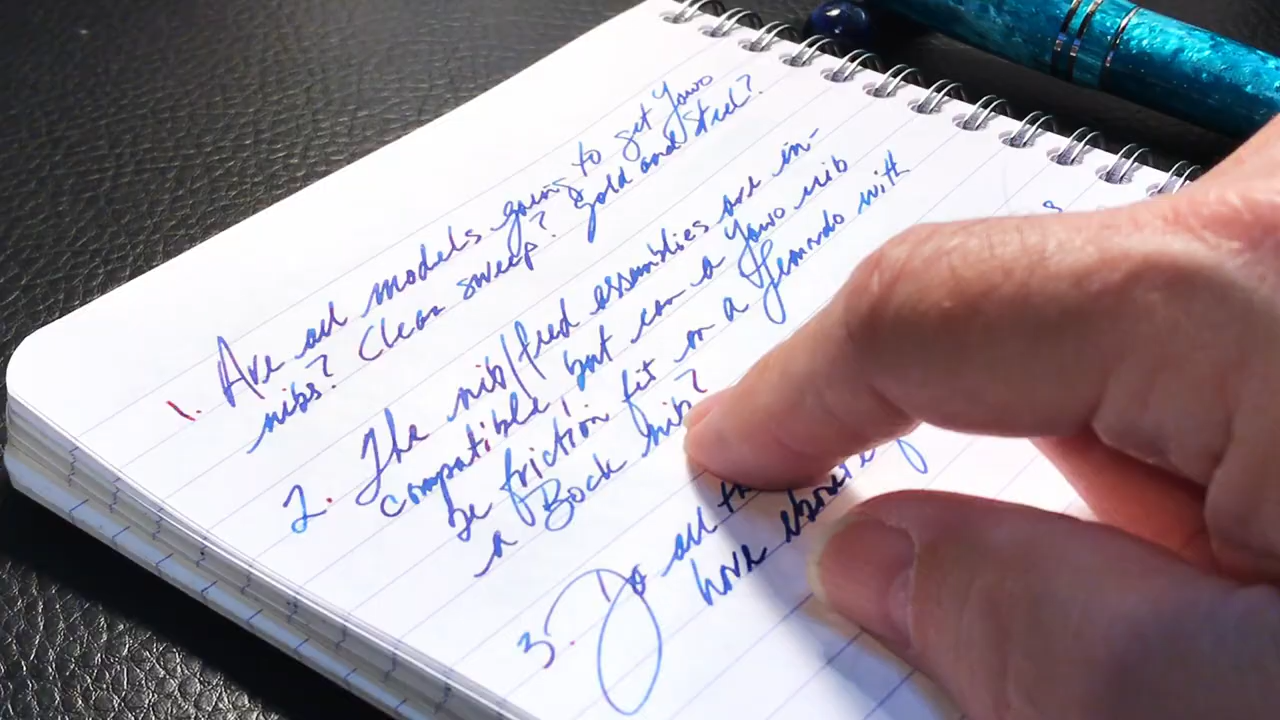 1. Are all models going to get Jowo
nibs? Clean sweep? Gold and Steel?
2. The nib/feed assemblies are in-
compatible, but can a Jowo nib
be friction fit on a Leonardo with
a Bock nib?
3. Do all
have